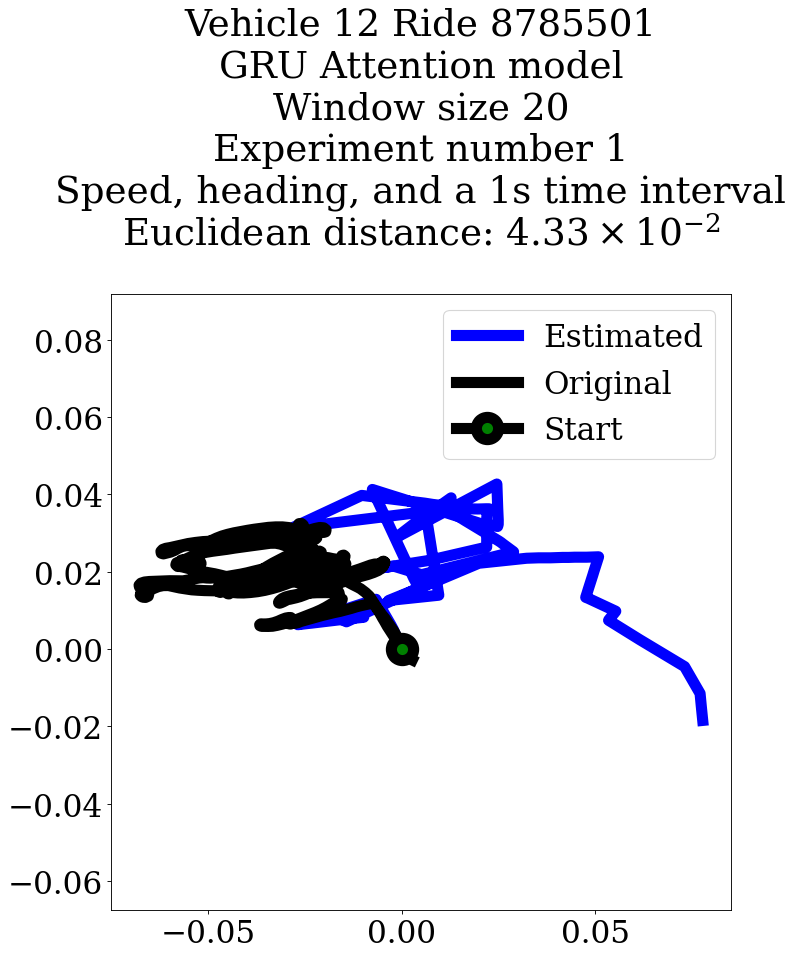 Vehicle 12 Ride 8785501
GRU Attention model
Window size 20
Experiment number 1
Speed, heading, and a 1s time interval
Euclidean distance: 4.33 × 10⁻²
Estimated
Original
Start
0.08
0.06
0.04
0.02
0.00
−0.02
−0.04
−0.06
−0.05
0.00
0.05